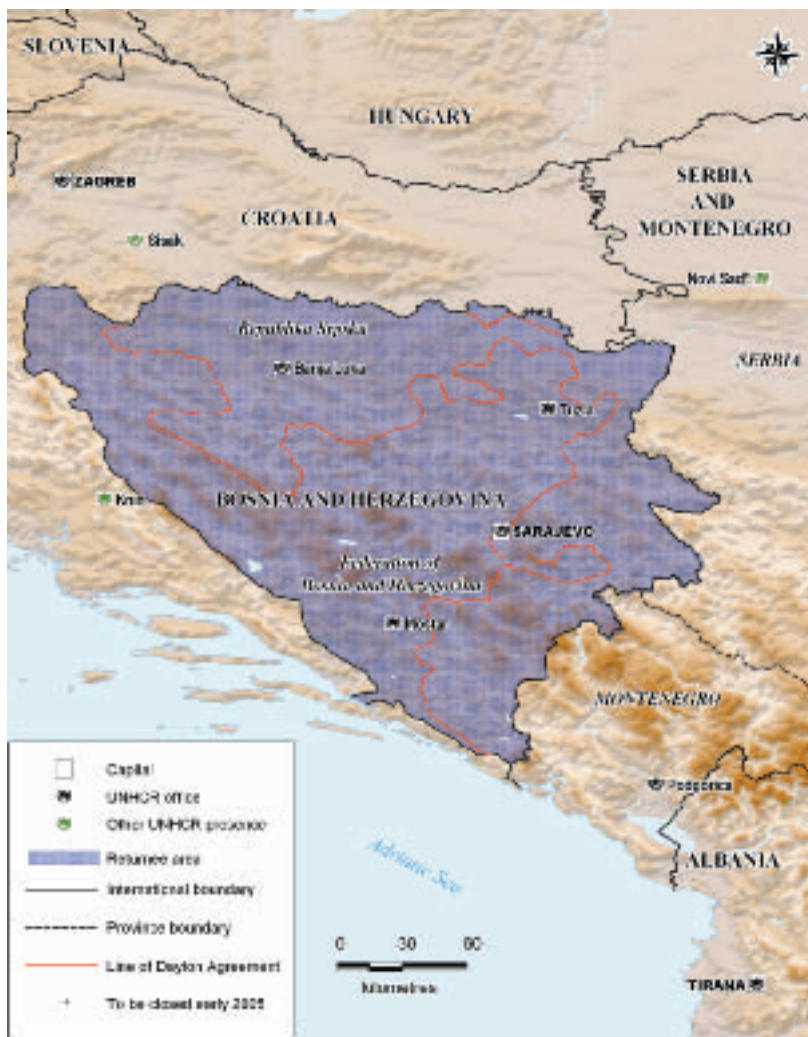 SLOVENIA
HUNGARY
ZAGREB
SERBIA
AND
MONTENEGRO
CROATIA
Sisak
Novi Sad
Republika Srpska
SERBIA
Banja Luka
Tuzla
Knin
BOSNIA AND HERZEGOVINA
SARAJEVO
Federation of
Bosnia and Herzegovina
Mostar
MONTENEGRO
Capital
UNHCR office
Other UNHCR presence
Returnee area
International boundary
Province boundary
Line of Dayton Agreement
To be closed early 2005
Podgorica
ALBANIA
Adriatic Sea
0 30 60
kilometres
TIRANA